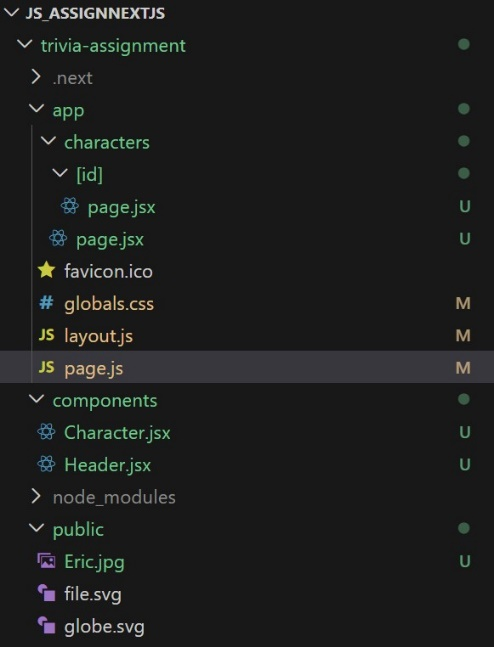 JS_ASSIGNNEXTJS
trivia-assignment
.next
app
characters
[id]
page.jsx U
page.jsx U
favicon.ico
# globals.css M
JS layout.js M
JS page.js M
components
Character.jsx U
Header.jsx U
node_modules
public
Eric.jpg U
file.svg
globe.svg